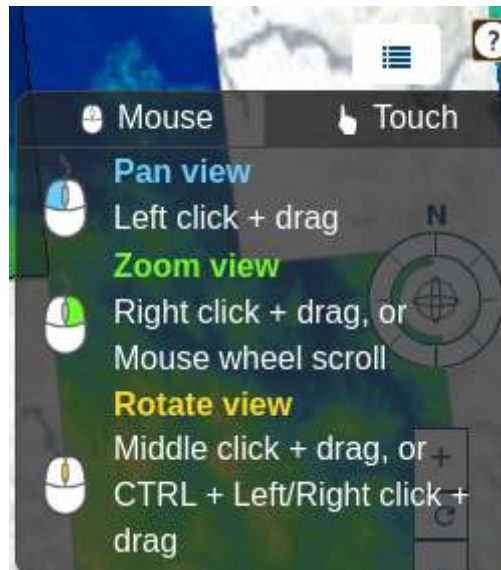 ?
Mouse
Touch
Pan view
Left click + drag
N
Zoom view
Right click + drag, or
Mouse wheel scroll
Rotate view
Middle click + drag, or
+
CTRL + Left/Right click +
drag